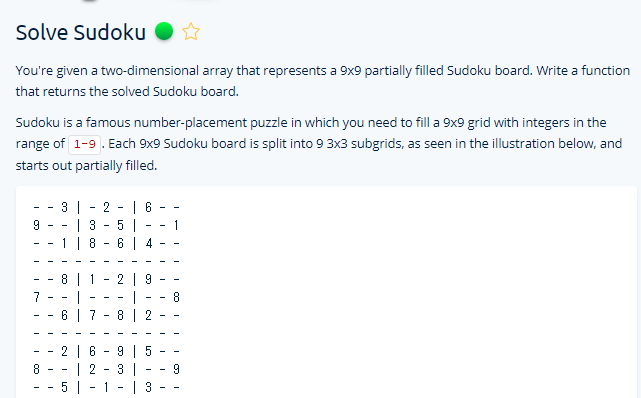 Solve Sudoku
You're given a two-dimensional array that represents a 9x9 partially filled Sudoku board. Write a function
that returns the solved Sudoku board.
Sudoku is a famous number-placement puzzle in which you need to fill a 9x9 grid with integers in the
range of 1-9 . Each 9x9 Sudoku board is split into 9 3x3 subgrids, as seen in the illustration below, and
starts out partially filled.
- - 3 | - 2 - | 6 - -
9 - - | 3 - 5 | - - 1
- - 1 | 8 - 6 | 4 - -
- - - - - - - - - - -
- - 8 | 1 - 2 | 9 - -
7 - - | - - - | - - 8
- - 6 | 7 - 8 | 2 - -
- - - - - - - - - - -
- - 2 | 6 - 9 | 5 - -
8 - - | 2 - 3 | - - 9
- - 5 | - 1 - | 3 - -